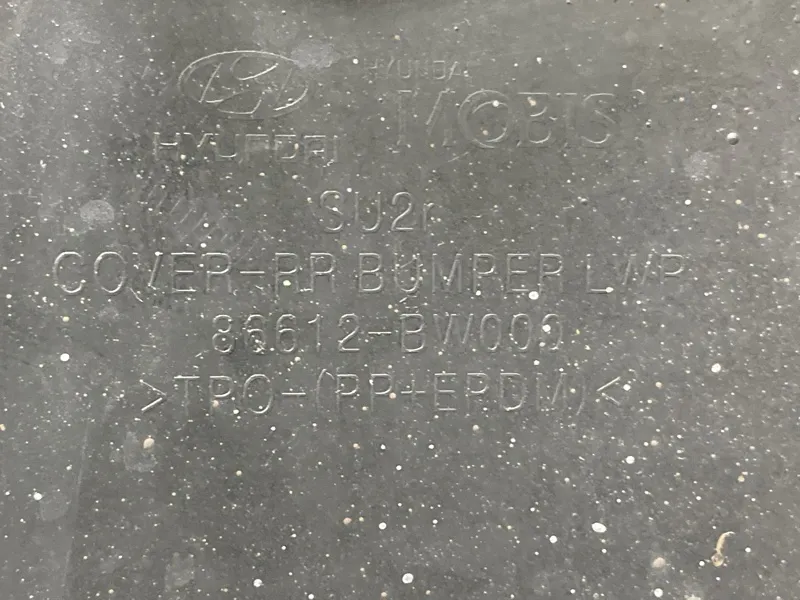 HYUNDAI
HYUNDAI
MOBIS
SU2r
COVER-RR BUMPER LWR
86612-BW000
>TPO-(PP+EPDM)<